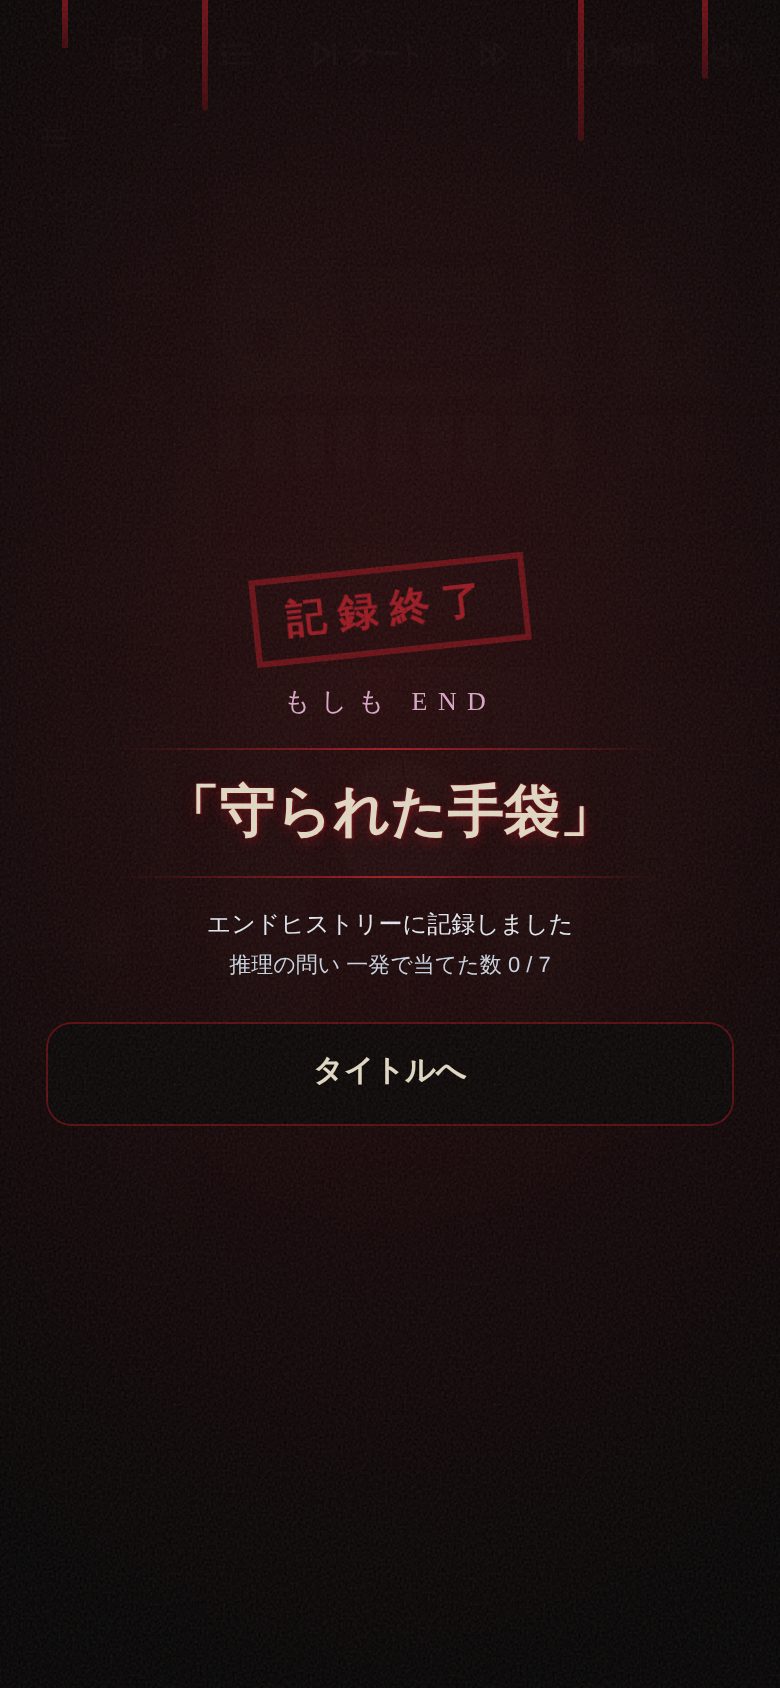 記録終了
もしも END
「守られた手袋」
エンドヒストリーに記録しました
推理の問い 一発で当てた数 0 / 7
タイトルへ